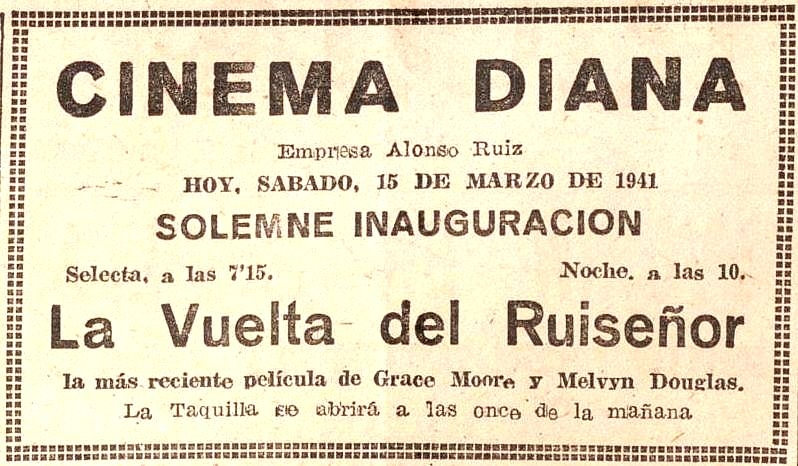 CINEMA DIANA
Empresa Alonso Ruiz
HOY, SABADO, 15 DE MARZO DE 1941
SOLEMNE INAUGURACION
Selecta, a las 7'15. Noche. a las 10.
La Vuelta del Ruiseñor
la más reciente película de Grace Moore y Melvyn Douglas.
La Taquilla se abrirá a las once de la mañana